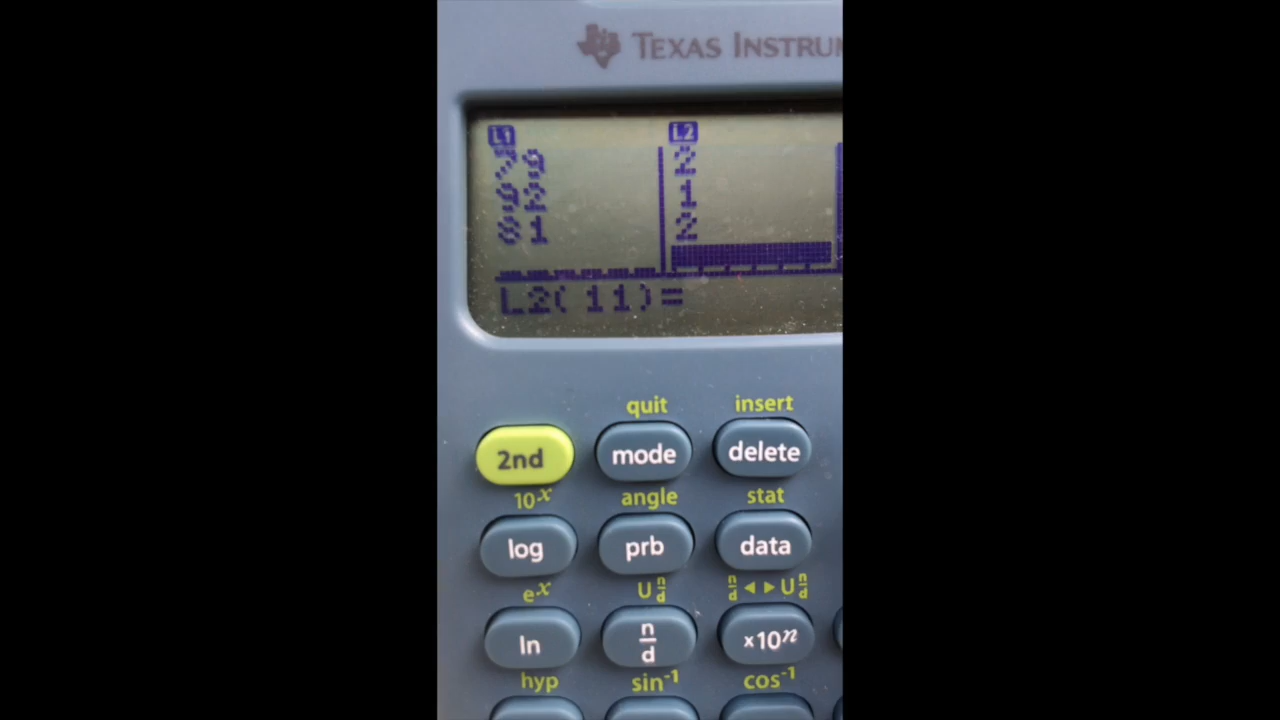 TEXAS INSTRU
L1 L2
79 2
92 1
81 2
L2(11)=
quit insert
2nd mode delete
10^x angle stat
log prb data
e^x U n/d n/d ◄ ► U n/d
ln n/d ×10^n
hyp sin⁻¹ cos⁻¹